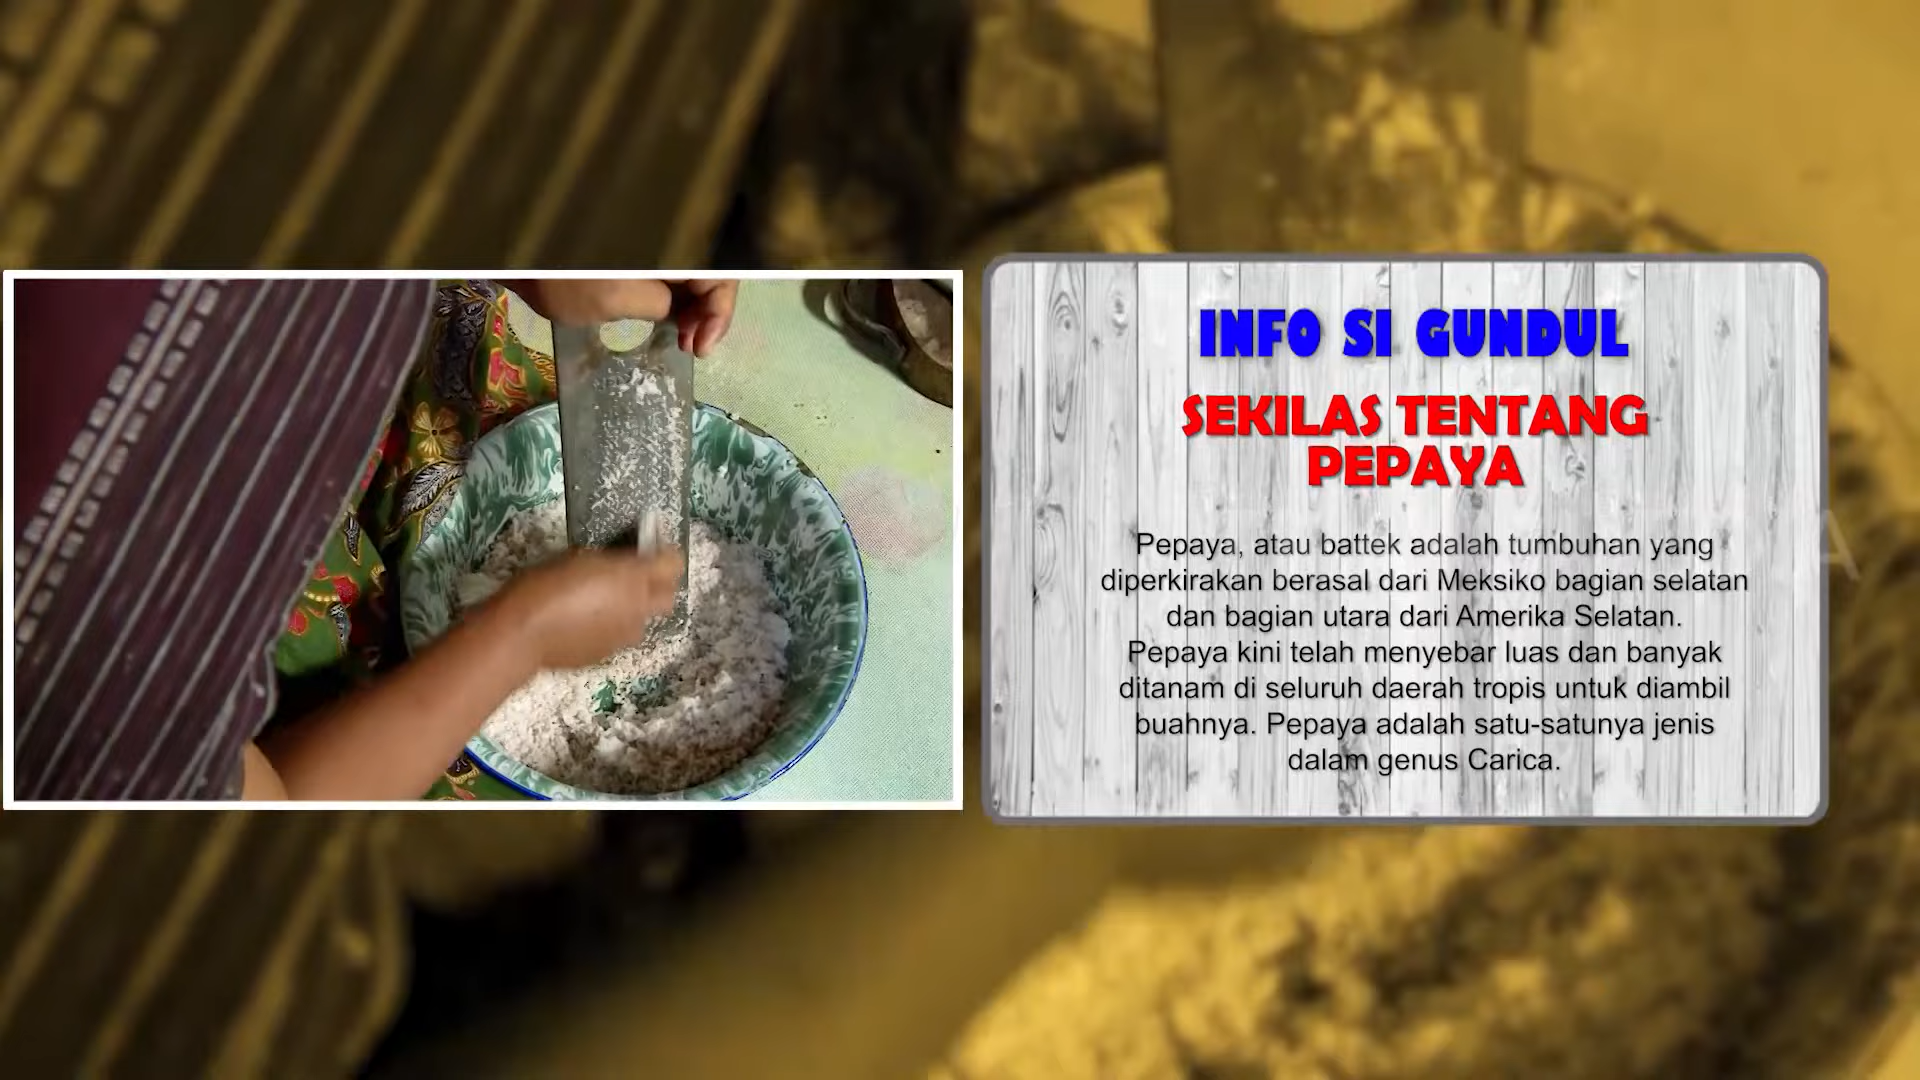 INFO SI GUNDUL
SEKILAS TENTANG
PEPAYA
Pepaya, atau battek adalah tumbuhan yang
diperkirakan berasal dari Meksiko bagian selatan
dan bagian utara dari Amerika Selatan.
Pepaya kini telah menyebar luas dan banyak
ditanam di seluruh daerah tropis untuk diambil
buahnya. Pepaya adalah satu-satunya jenis
dalam genus Carica.